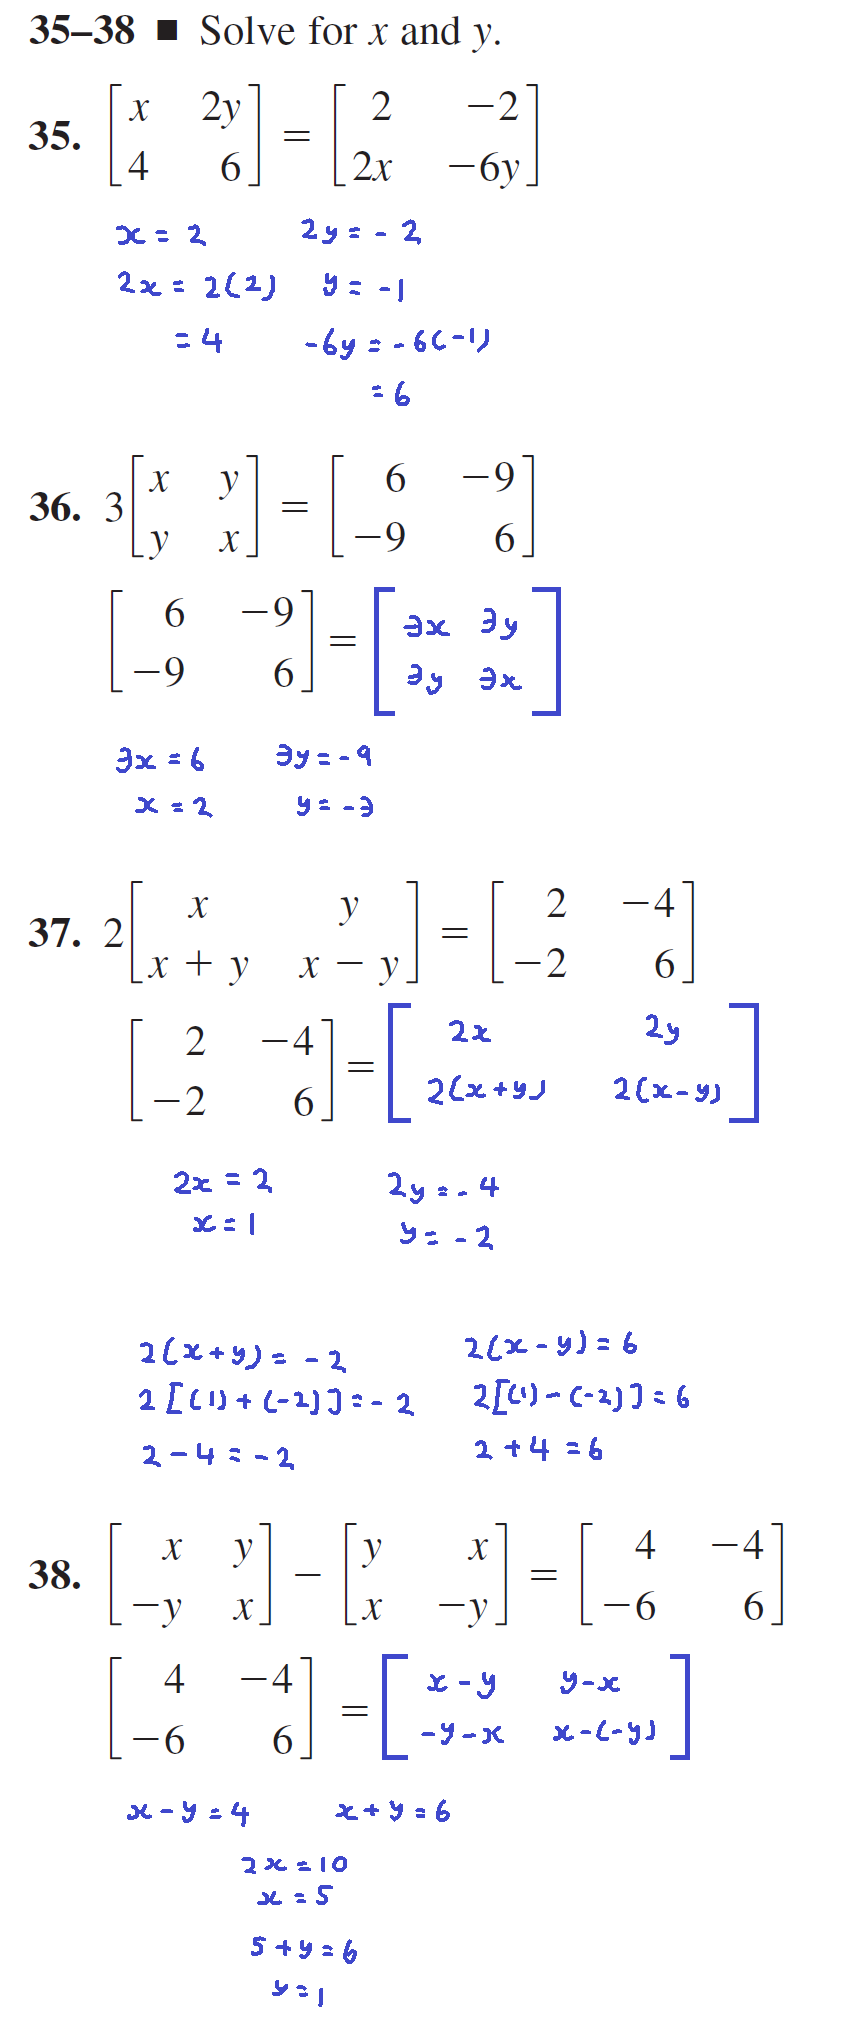 35–38 ■ Solve for x and y.
35. [x 2y; 4 6] = [2 −2; 2x −6y]
x = 2 2y = -2
2x = 2(2) y = -1
= 4 -6y = -6(-1)
= 6
36. 3[x y; y x] = [6 −9; −9 6]
[6 −9; −9 6] = [3x 3y; 3y 3x]
3x = 6 3y = -9
x = 2 y = -3
37. 2[x y; x + y x − y] = [2 −4; −2 6]
[2 −4; −2 6] = [2x 2y; 2(x+y) 2(x-y)]
2x = 2 2y = -4
x = 1 y = -2
2(x+y) = -2 2(x-y) = 6
2[(1)+(-2)] = -2 2[(1)-(-2)] = 6
2-4 = -2 2+4 = 6
38. [x y; −y x] − [y x; x −y] = [4 −4; −6 6]
[4 −4; −6 6] = [x-y y-x; -y-x x-(-y)]
x-y = 4 x+y = 6
2x = 10
x = 5
5+y = 6
y = 1